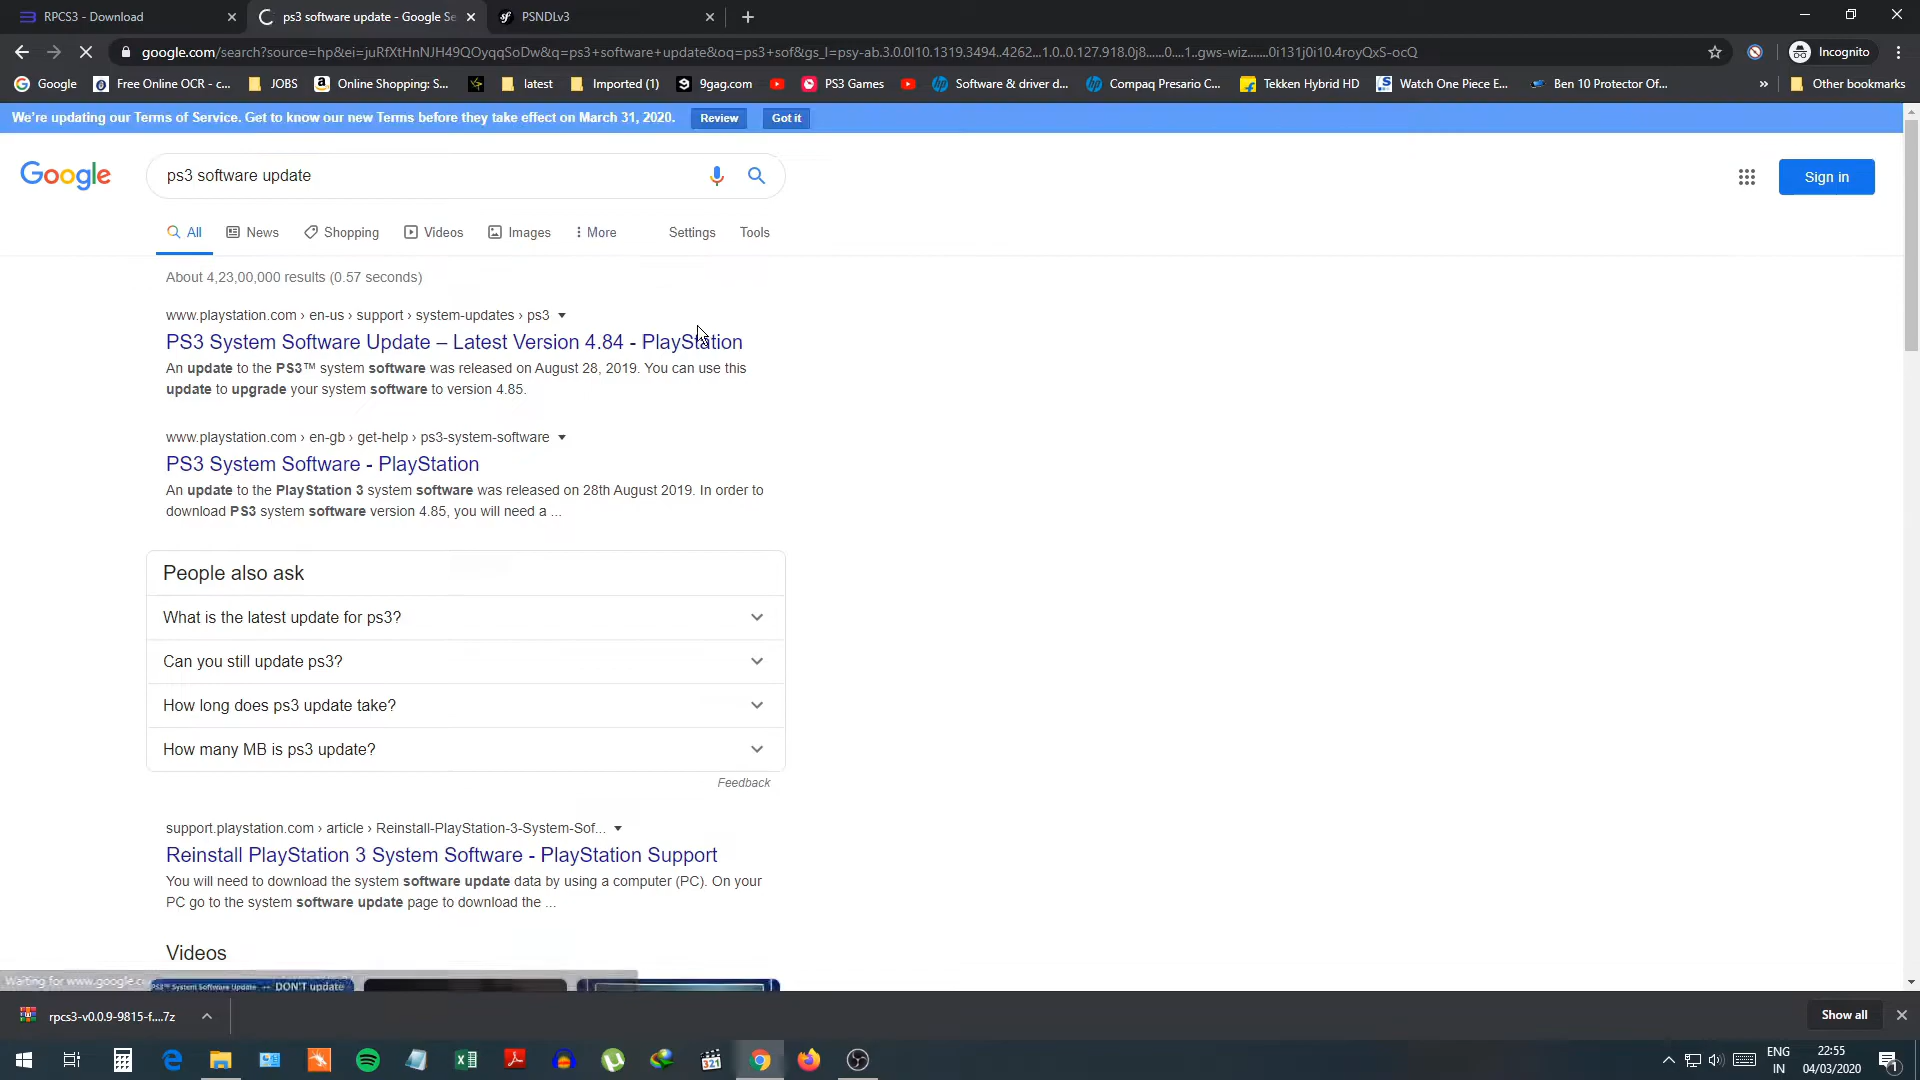 RPCS3 - Download
ps3 software update - Google Se
PSNDLv3
google.com/search?source=hp&ei=juRfXtHnNJH49QOyqqSoDw&q=ps3+software+update&oq=ps3+sof&gs_l=psy-ab.3.0.0l10.1319.3494..4262...1.0..0.127.918.0j8......0....1..gws-wiz.......0i131j0i10.4royQxS-ocQ
Incognito
Google
Free Online OCR - c...
JOBS
Online Shopping: S...
latest
Imported (1)
9gag.com
PS3 Games
Software & driver d...
Compaq Presario C...
Tekken Hybrid HD
Watch One Piece E...
Ben 10 Protector Of...
»
Other bookmarks
We're updating our Terms of Service. Get to know our new Terms before they take effect on March 31, 2020.
Review
Got it
Google
ps3 software update
Sign in
All
News
Shopping
Videos
Images
More
Settings
Tools
About 4,23,00,000 results (0.57 seconds)
www.playstation.com › en-us › support › system-updates › ps3
PS3 System Software Update – Latest Version 4.84 - PlayStation
An update to the PS3™ system software was released on August 28, 2019. You can use this
update to upgrade your system software to version 4.85.
www.playstation.com › en-gb › get-help › ps3-system-software
PS3 System Software - PlayStation
An update to the PlayStation 3 system software was released on 28th August 2019. In order to
download PS3 system software version 4.85, you will need a ...
People also ask
What is the latest update for ps3?
Can you still update ps3?
How long does ps3 update take?
How many MB is ps3 update?
Feedback
support.playstation.com › article › Reinstall-PlayStation-3-System-Sof...
Reinstall PlayStation 3 System Software - PlayStation Support
You will need to download the system software update data by using a computer (PC). On your
PC go to the system software update page to download the ...
Videos
Waiting for www.google.co
PS3™ System Software Update -- DON'T update
rpcs3-v0.0.9-9815-f....7z
Show all
321
ENG
IN
22:55
04/03/2020
1